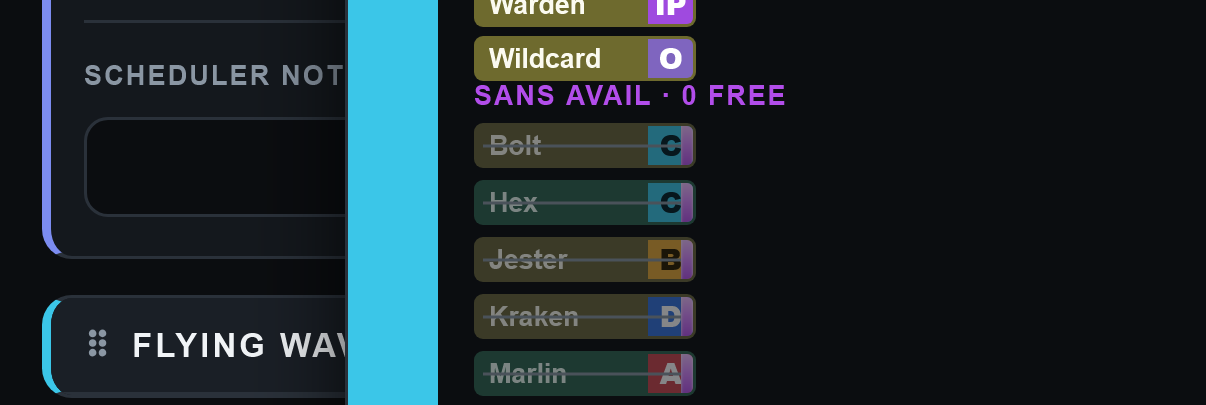 Warden IP
Wildcard O
SANS AVAIL · 0 FREE
Bolt C
Hex C
Jester B
Kraken D
Marlin A
SCHEDULER NOT
FLYING WAV